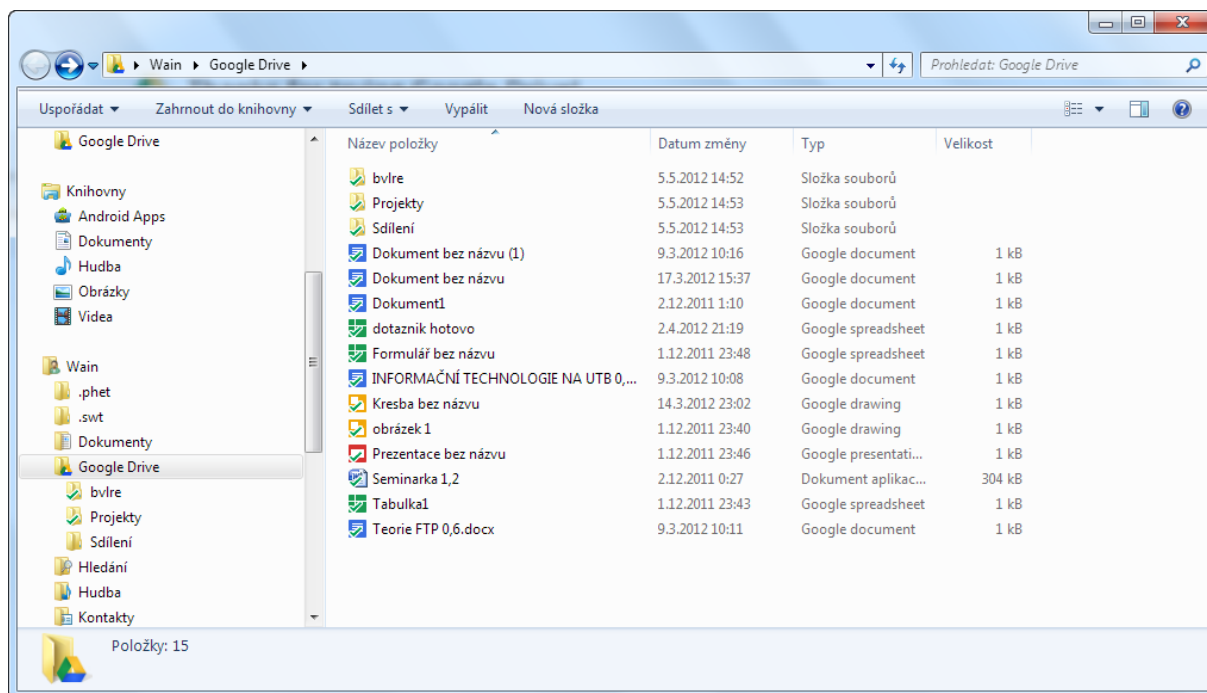 Wain Google Drive Prohledat: Google Drive
Uspořádat Zahrnout do knihovny Sdílet s Vypálit Nová složka
Google Drive
Knihovny
Android Apps
Dokumenty
Hudba
Obrázky
Videa
Wain
.phet
.swt
Dokumenty
Google Drive
bvlre
Projekty
Sdílení
Hledání
Hudba
Kontakty
Název položky Datum změny Typ Velikost
bvlre 5.5.2012 14:52 Složka souborů
Projekty 5.5.2012 14:53 Složka souborů
Sdílení 5.5.2012 14:53 Složka souborů
Dokument bez názvu (1) 9.3.2012 10:16 Google document 1 kB
Dokument bez názvu 17.3.2012 15:37 Google document 1 kB
Dokument1 2.12.2011 1:10 Google document 1 kB
dotaznik hotovo 2.4.2012 21:19 Google spreadsheet 1 kB
Formulář bez názvu 1.12.2011 23:48 Google spreadsheet 1 kB
INFORMAČNÍ TECHNOLOGIE NA UTB 0,... 9.3.2012 10:08 Google document 1 kB
Kresba bez názvu 14.3.2012 23:02 Google drawing 1 kB
obrázek 1 1.12.2011 23:40 Google drawing 1 kB
Prezentace bez názvu 1.12.2011 23:46 Google presentati... 1 kB
Seminarka 1,2 2.12.2011 0:27 Dokument aplikac... 304 kB
Tabulka1 1.12.2011 23:43 Google spreadsheet 1 kB
Teorie FTP 0,6.docx 9.3.2012 10:11 Google document 1 kB
Položky: 15